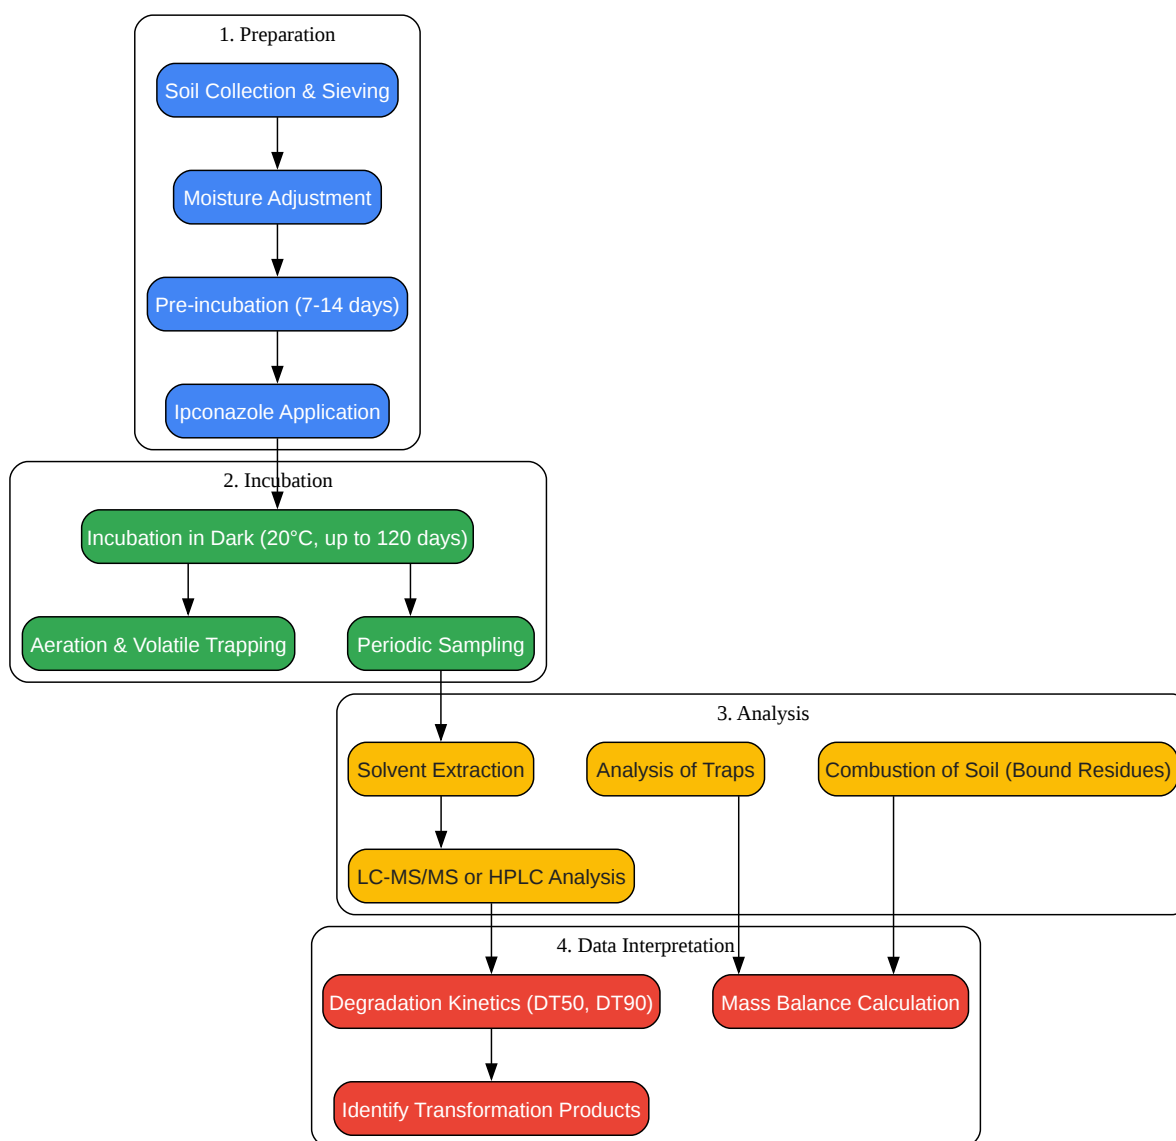 1. Preparation
Soil Collection & Sieving
Moisture Adjustment
Pre-incubation (7-14 days)
Ipconazole Application
2. Incubation
Incubation in Dark (20°C, up to 120 days)
Aeration & Volatile Trapping
Periodic Sampling
3. Analysis
Solvent Extraction
Analysis of Traps
Combustion of Soil (Bound Residues)
LC-MS/MS or HPLC Analysis
4. Data Interpretation
Degradation Kinetics (DT50, DT90)
Mass Balance Calculation
Identify Transformation Products